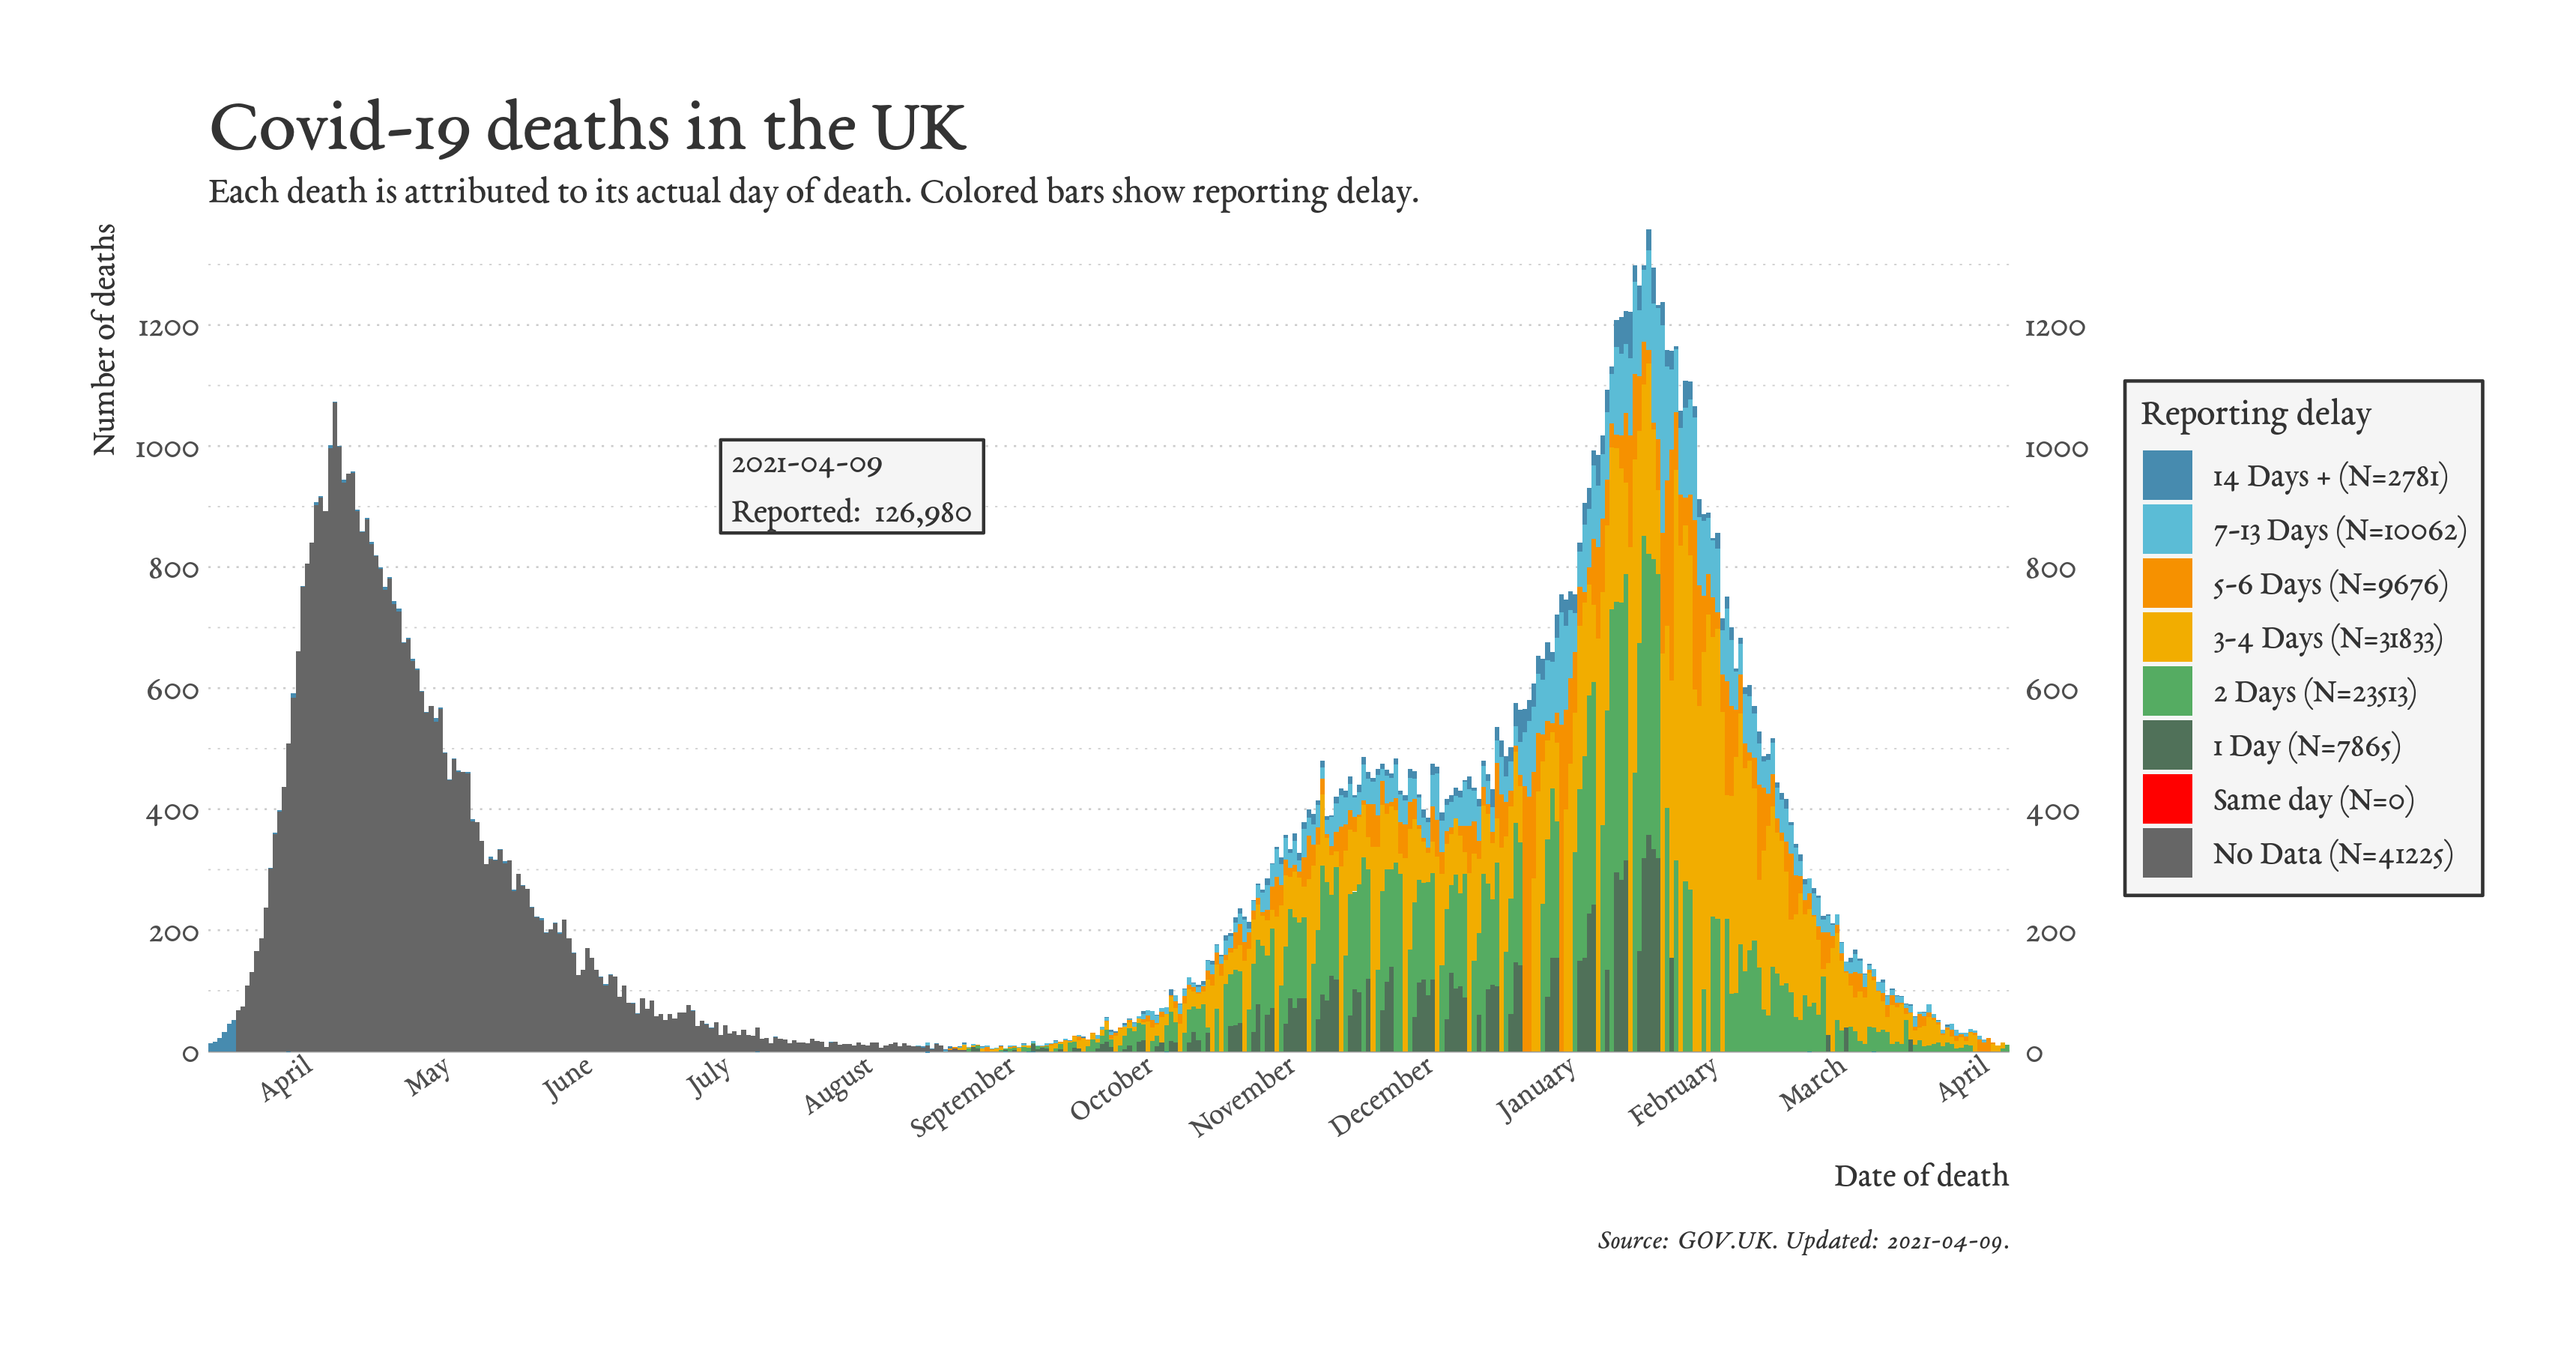 Covid-19 deaths in the UK
Each death is attributed to its actual day of death. Colored bars show reporting delay.
Number of deaths
1200
1000
800
600
400
200
0
2021-04-09
Reported: 126,980
1200
1000
800
600
400
200
0
April
May
June
July
August
September
October
November
December
January
February
March
April
Date of death
Reporting delay
14 Days + (N=2781)
7-13 Days (N=10062)
5-6 Days (N=9676)
3-4 Days (N=31833)
2 Days (N=23513)
1 Day (N=7865)
Same day (N=0)
No Data (N=41225)
Source: GOV.UK. Updated: 2021-04-09.